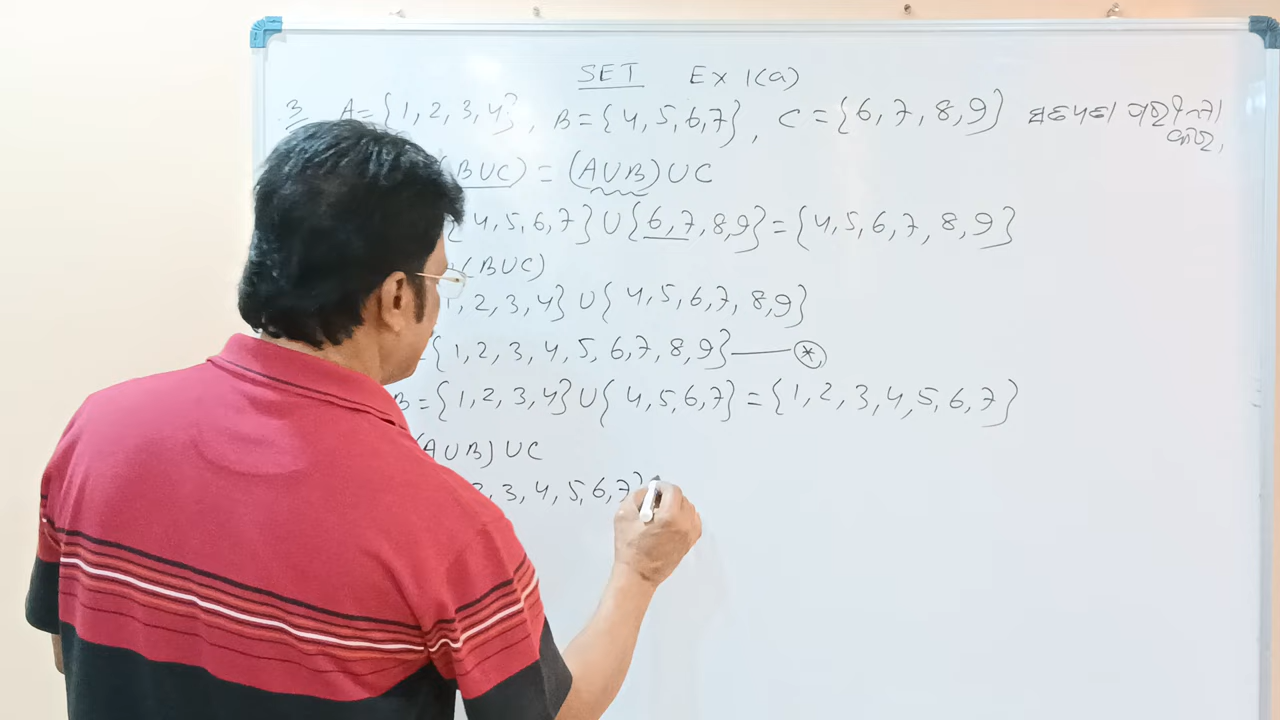 SET Ex 1(a)
3 A={1,2,3,4}, B={4,5,6,7}, C={6,7,8,9}
(BUC) = (AUB)UC
{4,5,6,7}U{6,7,8,9}={4,5,6,7,8,9}
(BUC)
1,2,3,4}U{4,5,6,7,8,9}
={1,2,3,4,5,6,7,8,9}——(*)
B={1,2,3,4}U{4,5,6,7}={1,2,3,4,5,6,7}
(AUB)UC
2,3,4,5,6,7}